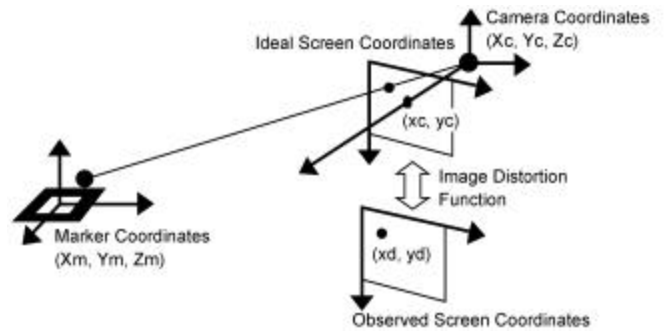 Camera Coordinates
(Xc, Yc, Zc)
Ideal Screen Coordinates
(xc, yc)
Image Distortion
Function
Marker Coordinates
(Xm, Ym, Zm)
(xd, yd)
Observed Screen Coordinates